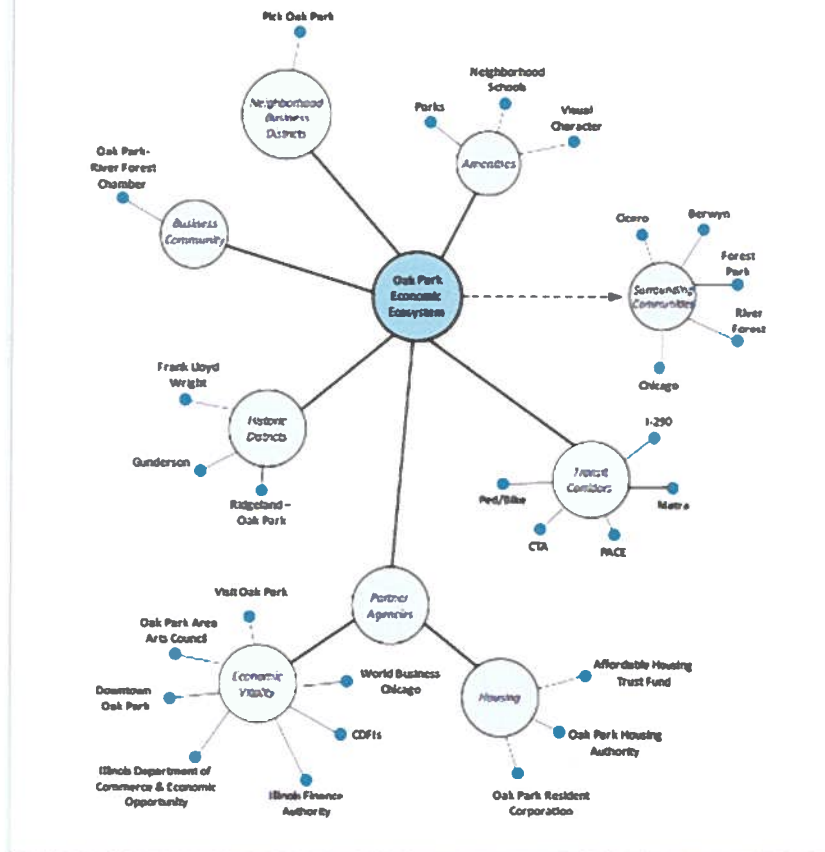 Pick Oak Park
Neighborhood
Business
Districts
Neighborhood
Schools
Parks
Visual
Character
Amenities
Oak Park-
River Forest
Chamber
Business
Community
Oak Park
Economic
Ecosystem
Cicero
Berwyn
Forest
Park
River
Forest
Chicago
Surrounding
Communities
Frank Lloyd
Wright
Gunderson
Historic
Districts
Ridgeland –
Oak Park
I-290
Transit
Corridors
Ped/Bike
Metra
CTA
PACE
Partner
Agencies
Visit Oak Park
Oak Park Area
Arts Council
Downtown
Oak Park
Economic
Vitality
World Business
Chicago
CDFIs
Illinois Department of
Commerce & Economic
Opportunity
Illinois Finance
Authority
Housing
Affordable Housing
Trust Fund
Oak Park Housing
Authority
Oak Park Resident
Corporation